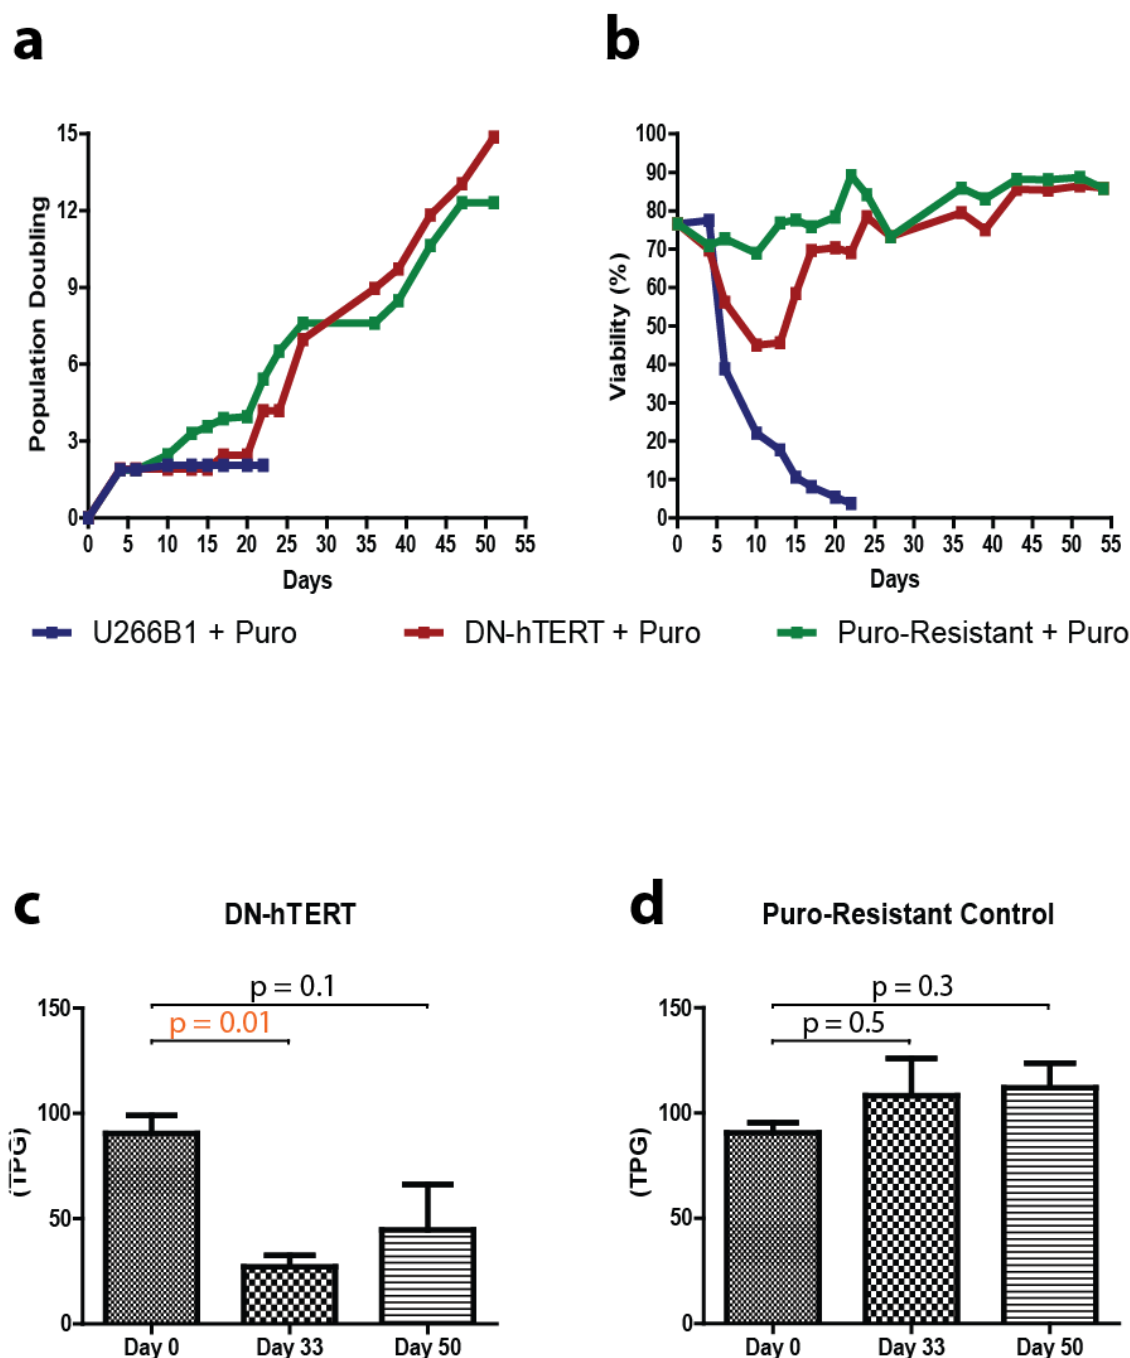 a
b
Population Doubling
15
12
9
6
3
0
0 5 10 15 20 25 30 35 40 45 50 55
Days
Viability (%)
100
90
80
70
60
50
40
30
20
10
0
0 5 10 15 20 25 30 35 40 45 50 55
Days
U266B1 + Puro
DN-hTERT + Puro
Puro-Resistant + Puro
c
DN-hTERT
p = 0.1
p = 0.01
(TPG)
150
100
50
0
Day 0 Day 33 Day 50
d
Puro-Resistant Control
p = 0.3
p = 0.5
(TPG)
150
100
50
0
Day 0 Day 33 Day 50